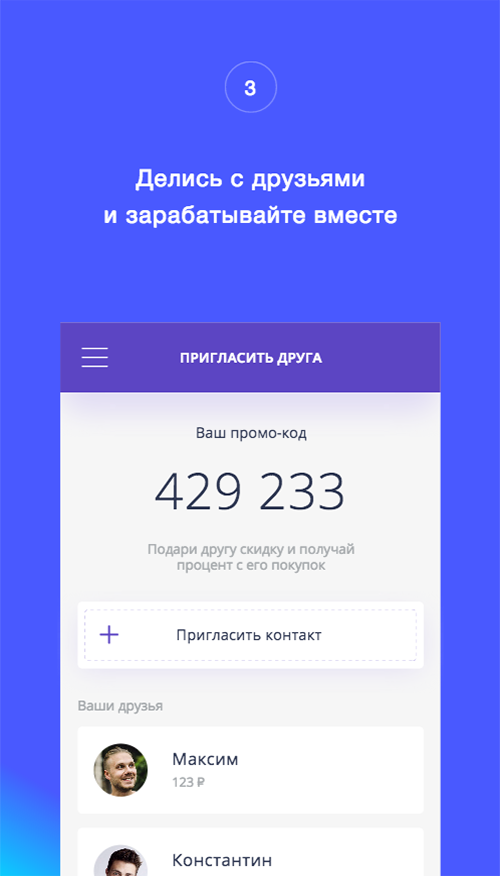 3
Делись с друзьями
и зарабатывайте вместе
ПРИГЛАСИТЬ ДРУГА
Ваш промо-код
429 233
Подари другу скидку и получай
процент с его покупок
Пригласить контакт
Ваши друзья
Максим
123 ₽
Константин